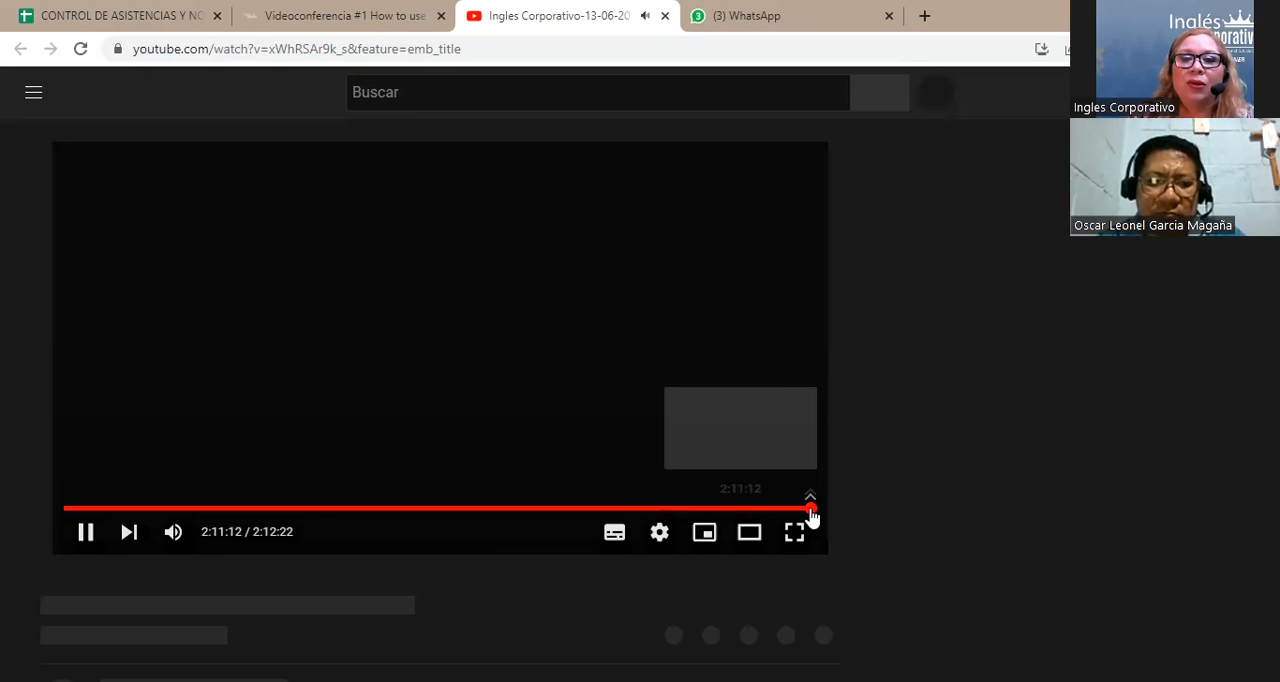 CONTROL DE ASISTENCIAS Y NO
Videoconferencia #1 How to use
Ingles Corporativo-13-06-20
(3) WhatsApp
youtube.com/watch?v=xWhRSAr9k_s&feature=emb_title
Buscar
Inglés
Ingles Corporativo
Oscar Leonel Garcia Magaña
2:11:12
2:11:12 / 2:12:22